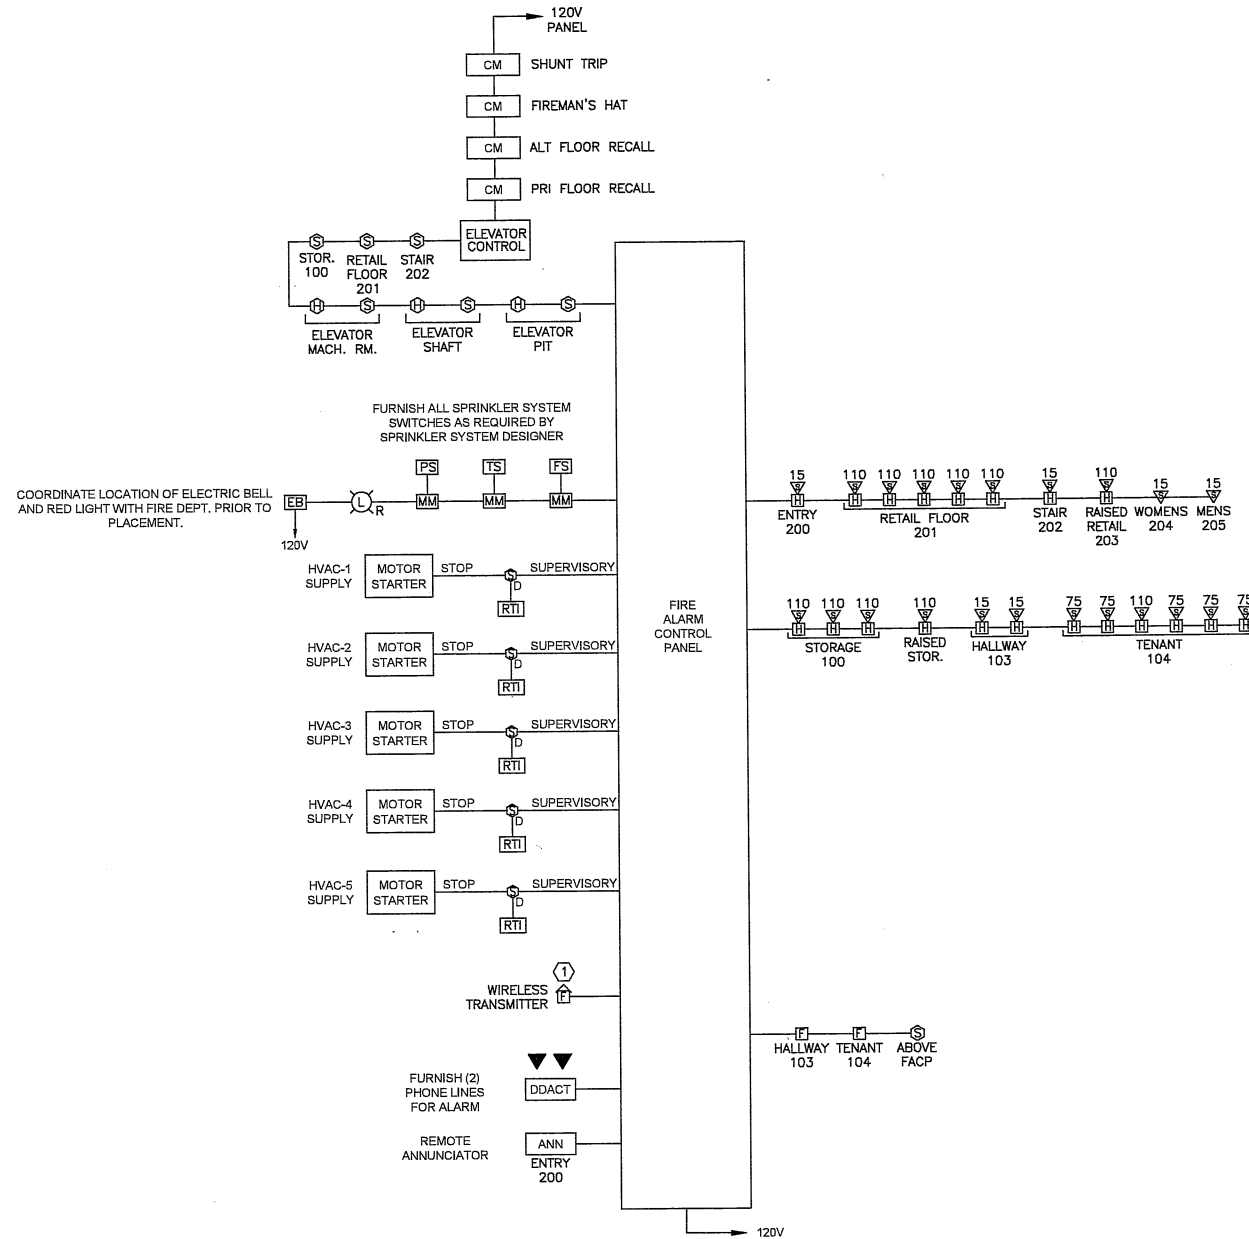 120V
PANEL
CM SHUNT TRIP
CM FIREMAN'S HAT
CM ALT FLOOR RECALL
CM PRI FLOOR RECALL
ELEVATOR
CONTROL
S S S
STOR.
100
RETAIL
FLOOR
201
STAIR
202
H S H S H S
ELEVATOR
MACH. RM.
ELEVATOR
SHAFT
ELEVATOR
PIT
FURNISH ALL SPRINKLER SYSTEM
SWITCHES AS REQUIRED BY
SPRINKLER SYSTEM DESIGNER
PS TS FS
COORDINATE LOCATION OF ELECTRIC BELL
AND RED LIGHT WITH FIRE DEPT. PRIOR TO
PLACEMENT.
EB L R MM MM MM
120V
HVAC-1
SUPPLY
MOTOR
STARTER
STOP S D SUPERVISORY
RTI
HVAC-2
SUPPLY
MOTOR
STARTER
STOP S D SUPERVISORY
RTI
HVAC-3
SUPPLY
MOTOR
STARTER
STOP S D SUPERVISORY
RTI
HVAC-4
SUPPLY
MOTOR
STARTER
STOP S D SUPERVISORY
RTI
HVAC-5
SUPPLY
MOTOR
STARTER
STOP S D SUPERVISORY
RTI
1
WIRELESS
TRANSMITTER
F
FURNISH (2)
PHONE LINES
FOR ALARM
DDACT
REMOTE
ANNUNCIATOR
ANN
ENTRY
200
FIRE
ALARM
CONTROL
PANEL
120V
15 110 110 110 110 110 15 110 15 15
S S S S S S S S S S
H H H H H H H H
ENTRY
200
RETAIL FLOOR
201
STAIR
202
RAISED
RETAIL
203
WOMENS
204
MENS
205
110 110 110 110 15 15 75 75 110 75 75 75
S S S S S S S S S S S S
H H H H H H H H H H H H
STORAGE
100
RAISED
STOR.
HALLWAY
103
TENANT
104
F F S
HALLWAY
103
TENANT
104
ABOVE
FACP